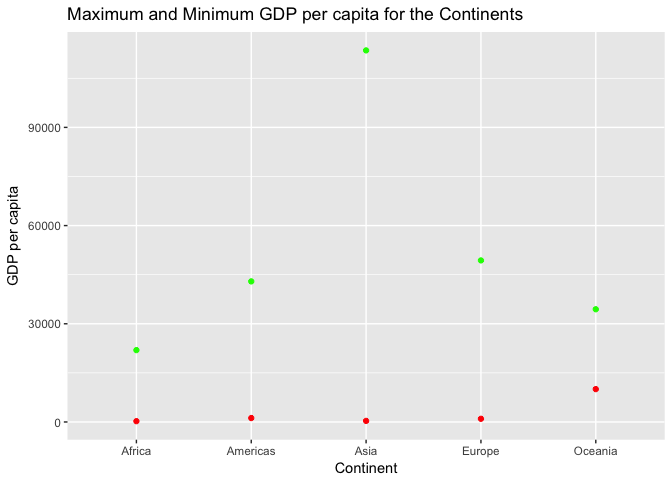 Maximum and Minimum GDP per capita for the Continents
GDP per capita
90000
60000
30000
0
Africa Americas Asia Europe Oceania
Continent